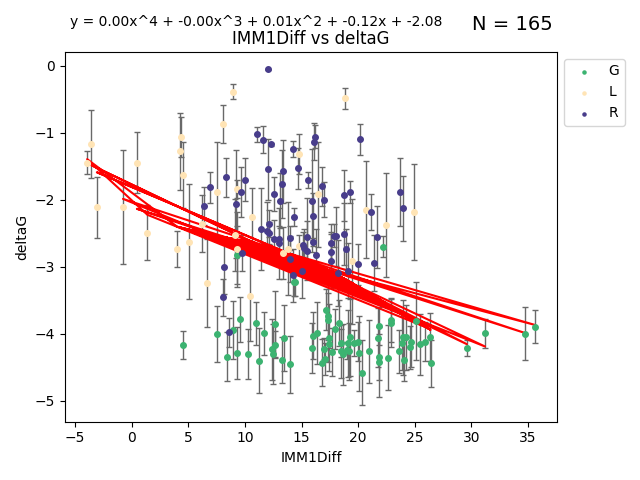 y = 0.00x^4 + -0.00x^3 + 0.01x^2 + -0.12x + -2.08
N = 165
IMM1Diff vs deltaG
deltaG
0
−1
−2
−3
−4
−5
−5 0 5 10 15 20 25 30 35
IMM1Diff
G
L
R